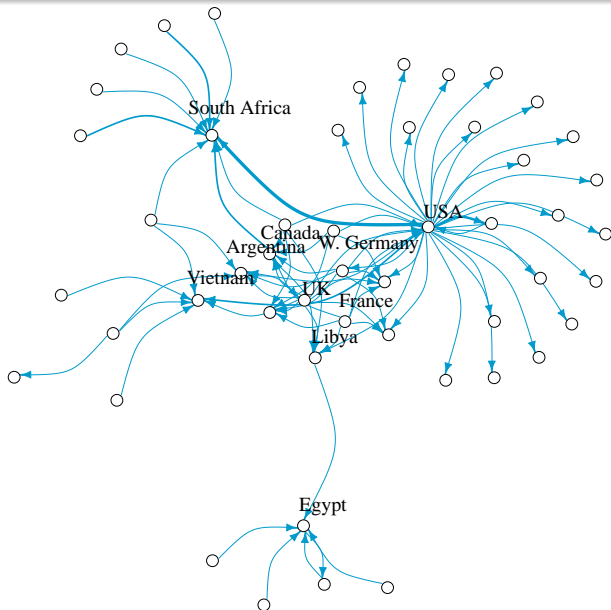 South Africa
USA
Canada
W. Germany
Argentina
Vietnam
UK
France
Libya
Egypt